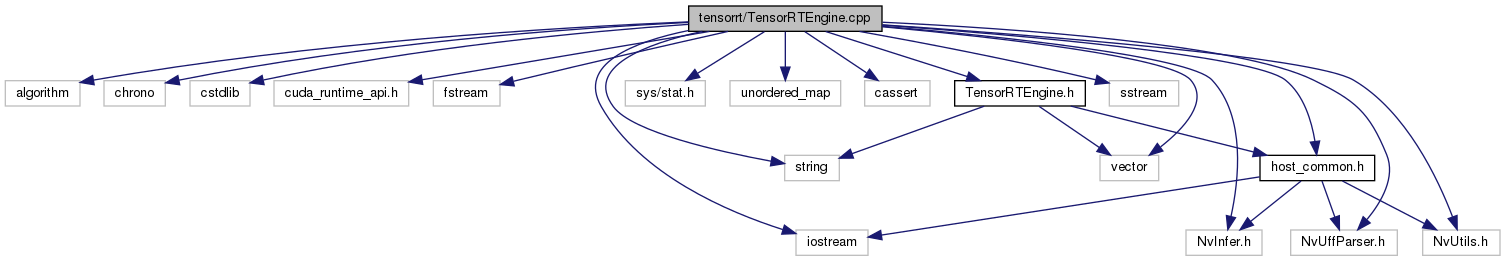 tensorrt/TensorRTEngine.cpp
algorithm
chrono
cstdlib
cuda_runtime_api.h
fstream
sys/stat.h
unordered_map
cassert
TensorRTEngine.h
sstream
string
vector
host_common.h
iostream
NvInfer.h
NvUffParser.h
NvUtils.h